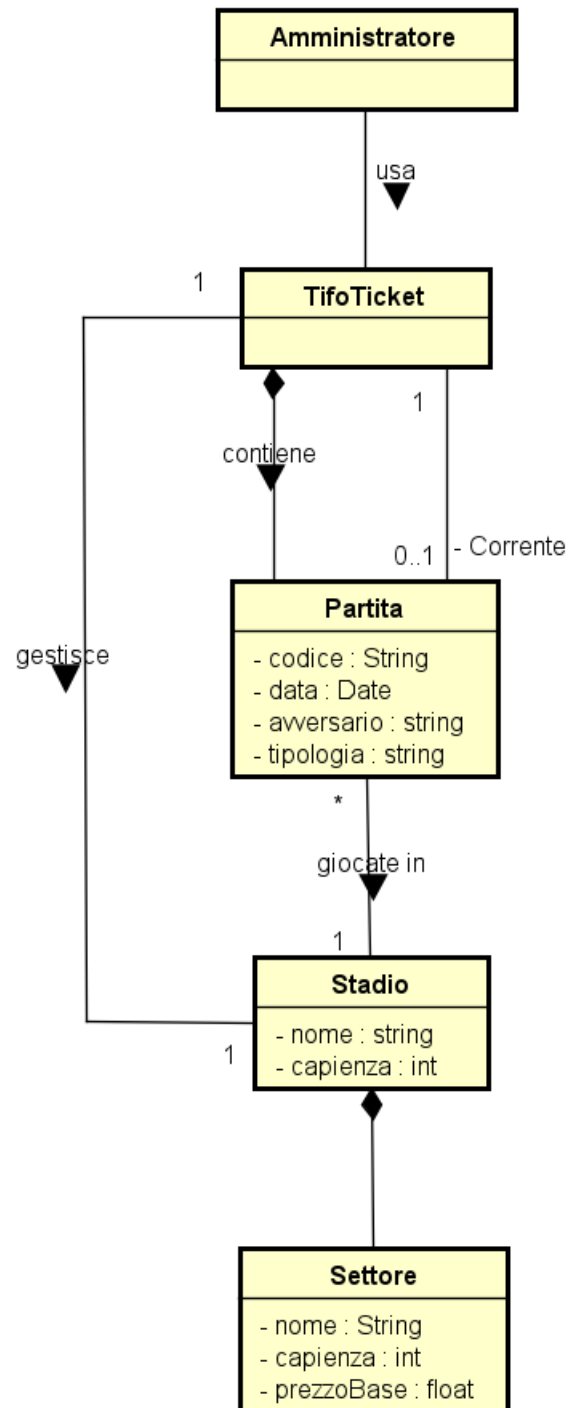 Amministratore
usa
1
TifoTicket
1
contiene
0..1
- Corrente
Partita
- codice : String
- data : Date
- avversario : string
- tipologia : string
gestisce
*
giocate in
1
Stadio
- nome : string
- capienza : int
1
Settore
- nome : String
- capienza : int
- prezzoBase : float